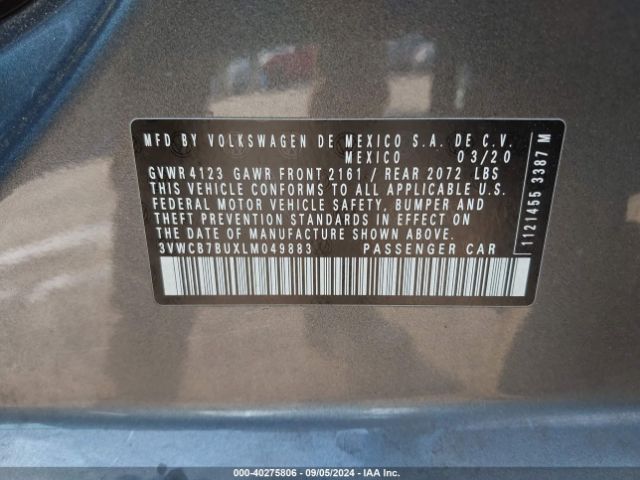 MFD BY VOLKSWAGEN DE MEXICO S.A. DE C.V.
MEXICO 03/20
GVWR 4123 GAWR FRONT 2161 / REAR 2072 LBS
THIS VEHICLE CONFORMS TO ALL APPLICABLE U.S.
FEDERAL MOTOR VEHICLE SAFETY, BUMPER AND
THEFT PREVENTION STANDARDS IN EFFECT ON
THE DATE OF MANUFACTURE SHOWN ABOVE.
3VWCB7BUXLM049883 PASSENGER CAR
1121455 3387 M
000-40275806 - 09/05/2024 - IAA Inc.